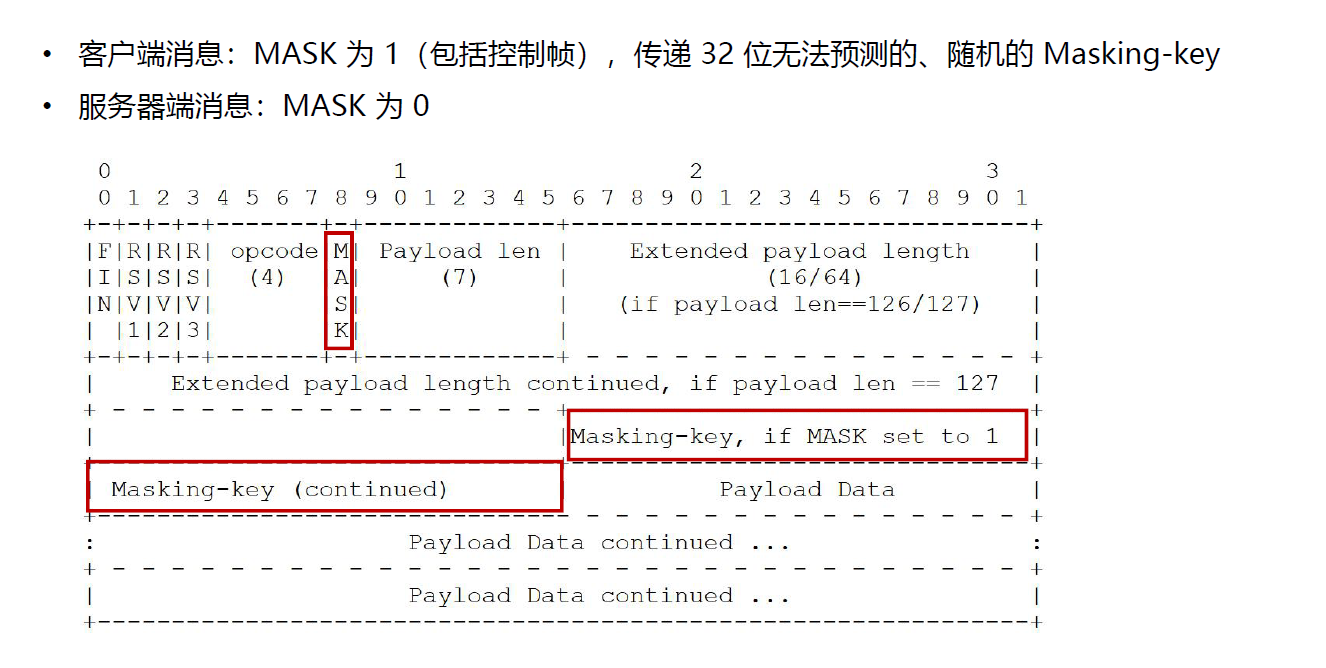 • 客户端消息：MASK 为 1（包括控制帧），传递 32 位无法预测的、随机的 Masking-key
• 服务器端消息：MASK 为 0
 0                   1                   2                   3
 0 1 2 3 4 5 6 7 8 9 0 1 2 3 4 5 6 7 8 9 0 1 2 3 4 5 6 7 8 9 0 1
+-+-+-+-+-------+-+-------------+-------------------------------+
|F|R|R|R| opcode|M| Payload len |    Extended payload length    |
|I|S|S|S|  (4)  |A|     (7)     |             (16/64)           |
|N|V|V|V|       |S|             |   (if payload len==126/127)   |
| |1|2|3|       |K|             |                               |
+-+-+-+-+-------+-+-------------+ - - - - - - - - - - - - - - - +
|     Extended payload length continued, if payload len == 127  |
+ - - - - - - - - - - - - - - - +-------------------------------+
|                               |Masking-key, if MASK set to 1  |
+-------------------------------+-------------------------------+
| Masking-key (continued)       |          Payload Data         |
+-------------------------------- - - - - - - - - - - - - - - - +
:                     Payload Data continued ...                :
+ - - - - - - - - - - - - - - - - - - - - - - - - - - - - - - - +
|                     Payload Data continued ...                |
+---------------------------------------------------------------+